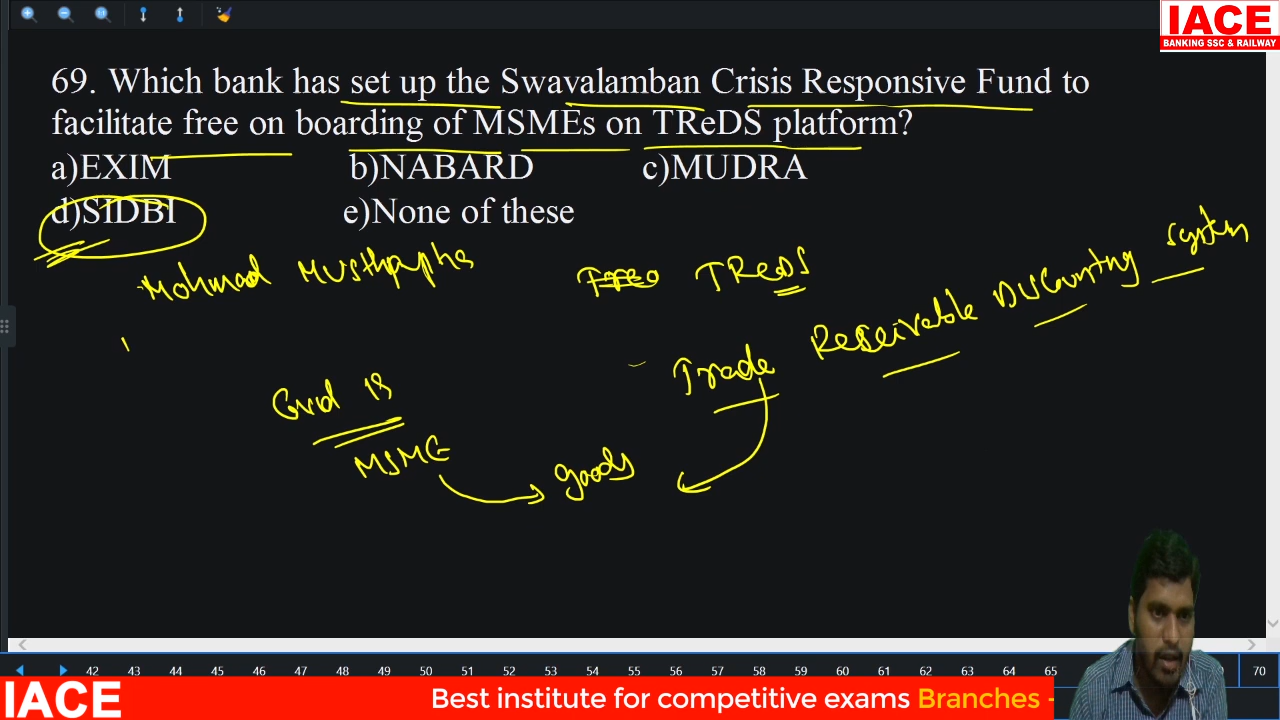 IACE
BANKING SSC & RAILWAY
69. Which bank has set up the Swavalamban Crisis Responsive Fund to
facilitate free on boarding of MSMEs on TReDS platform?
a)EXIM b)NABARD c)MUDRA
d)SIDBI e)None of these
Mohmad Musthapha TReDS
Trade Receivable Discounting System
Covid 19
MSME goods
42 43 44 45 46 47 48 49 50 51 52 53 54 55 56 57 58 59 60 61 62 63 64 65 70
IACE Best institute for competitive exams Branches -